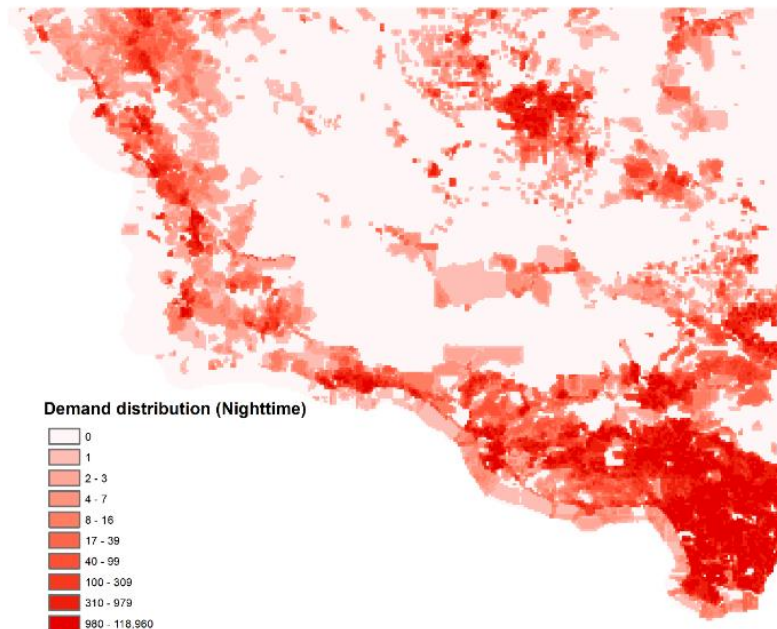 Demand distribution (Nighttime)
0
1
2 - 3
4 - 7
8 - 16
17 - 39
40 - 99
100 - 309
310 - 979
980 - 118,960